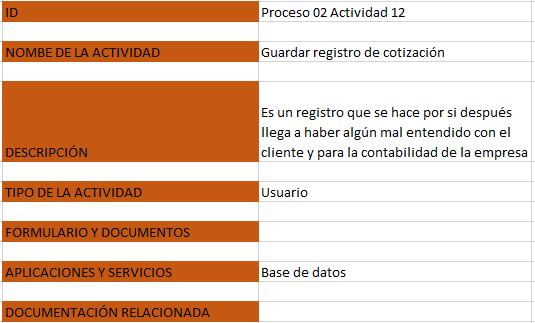 ID Proceso 02 Actividad 12
NOMBE DE LA ACTIVIDAD Guardar registro de cotización
Es un registro que se hace por si después
llega a haber algún mal entendido con el
DESCRIPCIÓN cliente y para la contabilidad de la empresa
TIPO DE LA ACTIVIDAD Usuario
FORMULARIO Y DOCUMENTOS
APLICACIONES Y SERVICIOS Base de datos
DOCUMENTACIÓN RELACIONADA